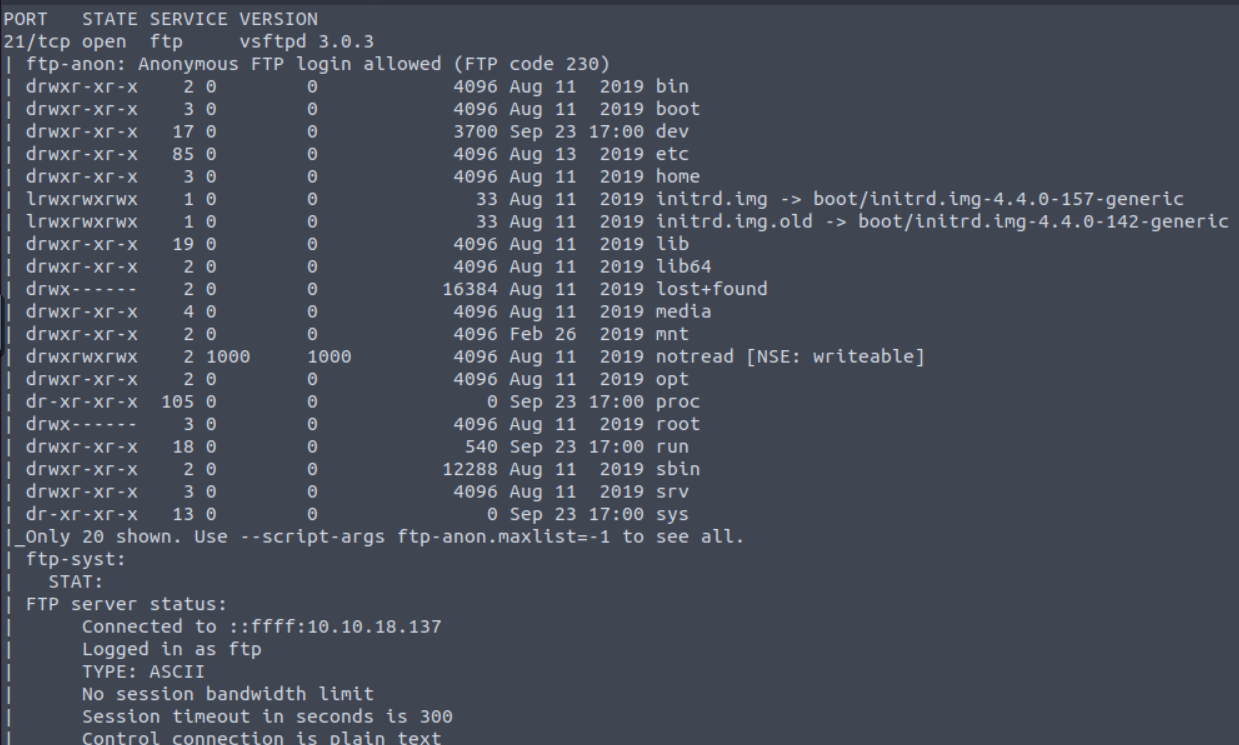 PORT   STATE SERVICE VERSION
21/tcp open  ftp     vsftpd 3.0.3
| ftp-anon: Anonymous FTP login allowed (FTP code 230)
| drwxr-xr-x    2 0        0            4096 Aug 11  2019 bin
| drwxr-xr-x    3 0        0            4096 Aug 11  2019 boot
| drwxr-xr-x   17 0        0            3700 Sep 23 17:00 dev
| drwxr-xr-x   85 0        0            4096 Aug 13  2019 etc
| drwxr-xr-x    3 0        0            4096 Aug 11  2019 home
| lrwxrwxrwx    1 0        0              33 Aug 11  2019 initrd.img -> boot/initrd.img-4.4.0-157-generic
| lrwxrwxrwx    1 0        0              33 Aug 11  2019 initrd.img.old -> boot/initrd.img-4.4.0-142-generic
| drwxr-xr-x   19 0        0            4096 Aug 11  2019 lib
| drwxr-xr-x    2 0        0            4096 Aug 11  2019 lib64
| drwx------    2 0        0           16384 Aug 11  2019 lost+found
| drwxr-xr-x    4 0        0            4096 Aug 11  2019 media
| drwxr-xr-x    2 0        0            4096 Feb 26  2019 mnt
| drwxrwxrwx    2 1000     1000         4096 Aug 11  2019 notread [NSE: writeable]
| drwxr-xr-x    2 0        0            4096 Aug 11  2019 opt
| dr-xr-xr-x  105 0        0               0 Sep 23 17:00 proc
| drwx------    3 0        0            4096 Aug 11  2019 root
| drwxr-xr-x   18 0        0             540 Sep 23 17:00 run
| drwxr-xr-x    2 0        0           12288 Aug 11  2019 sbin
| drwxr-xr-x    3 0        0            4096 Aug 11  2019 srv
| dr-xr-xr-x   13 0        0               0 Sep 23 17:00 sys
|_Only 20 shown. Use --script-args ftp-anon.maxlist=-1 to see all.
| ftp-syst:
|   STAT:
| FTP server status:
|      Connected to ::ffff:10.10.18.137
|      Logged in as ftp
|      TYPE: ASCII
|      No session bandwidth limit
|      Session timeout in seconds is 300
|      Control connection is plain text